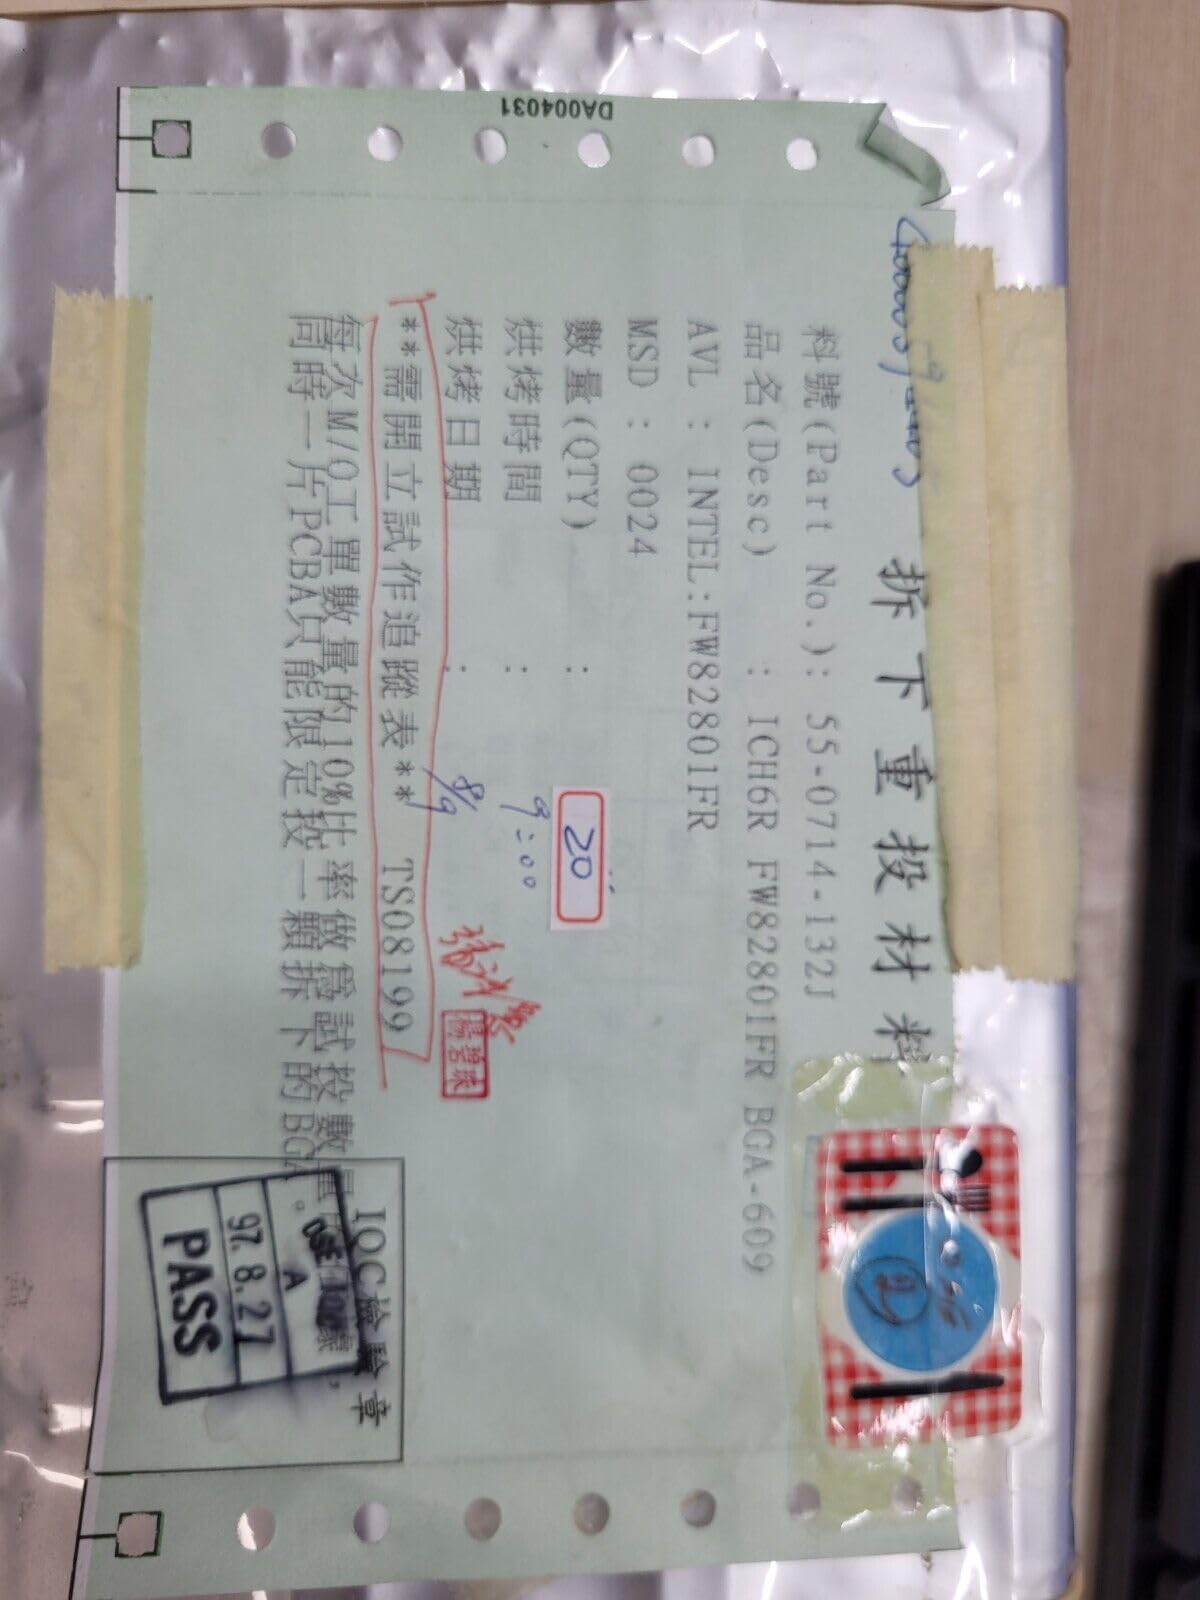 DA004031
拆下重投材料
料號(Part No.): 55-0714-132J
品名(Desc) : ICH6R FW82801FR BGA-609
AVL : INTEL:FW82801FR
MSD : 0024
數量(QTY) : 20
烘烤時間 : 9:00
烘烤日期 : 8/9
**需開立試作追蹤表** TS08199
每次M/O工單數量的10%比率做為試投數量
同時一片PCBA只能限定投一顆拆下的BGA。
楊碧珠
IQC檢驗章
A
97.8.27
PASS